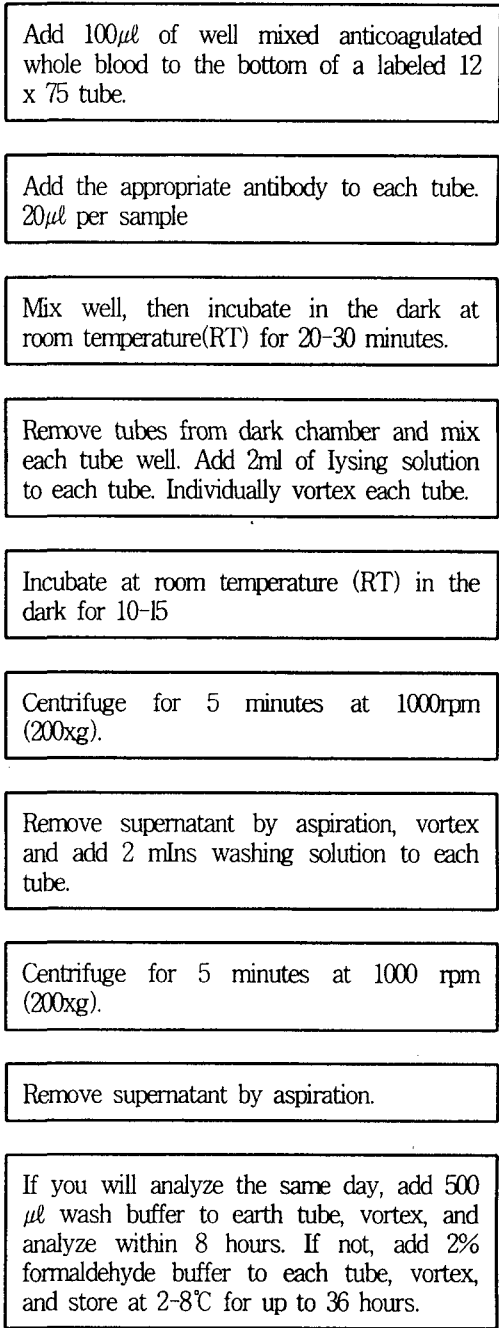 Add 100㎕ of well mixed anticoagulated
whole blood to the bottom of a labeled 12
x 75 tube.
Add the appropriate antibody to each tube.
20㎕ per sample
Mix well, then incubate in the dark at
room temperature(RT) for 20-30 minutes.
Remove tubes from dark chamber and mix
each tube well. Add 2ml of lysing solution
to each tube. Individually vortex each tube.
Incubate at room temperature (RT) in the
dark for 10-15
Centrifuge for 5 minutes at 1000rpm
(200xg).
Remove supernatant by aspiration, vortex
and add 2 mlns washing solution to each
tube.
Centrifuge for 5 minutes at 1000 rpm
(200xg).
Remove supernatant by aspiration.
If you will analyze the same day, add 500
㎕ wash buffer to earth tube, vortex, and
analyze within 8 hours. If not, add 2%
formaldehyde buffer to each tube, vortex,
and store at 2-8℃ for up to 36 hours.